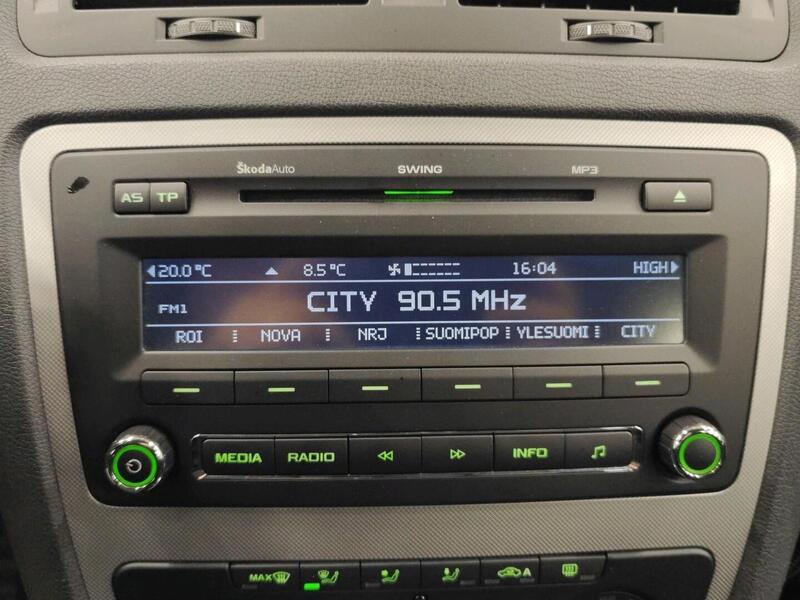 ŠkodaAuto SWING MP3
AS TP
20.0°C 8.5°C 16:04 HIGH
FM1 CITY 90.5 MHz
ROI NOVA NRJ SUOMIPOP YLESUOMI CITY
MEDIA RADIO INFO
MAX A